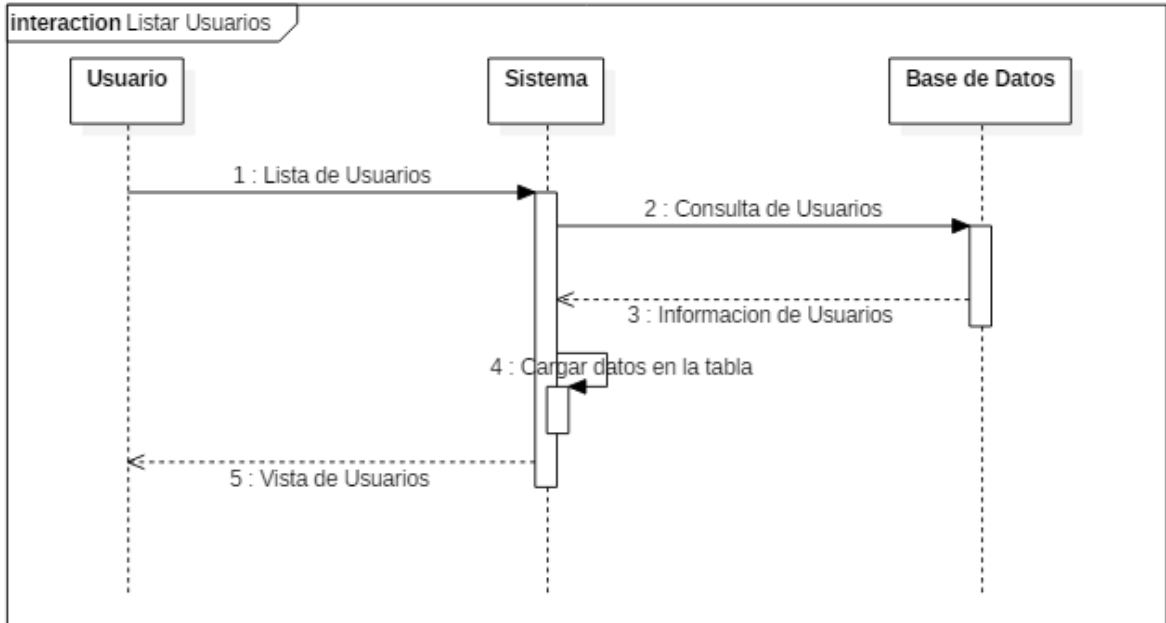 interaction Listar Usuarios
Usuario
Sistema
Base de Datos
1 : Lista de Usuarios
2 : Consulta de Usuarios
3 : Informacion de Usuarios
4 : Cargar datos en la tabla
5 : Vista de Usuarios